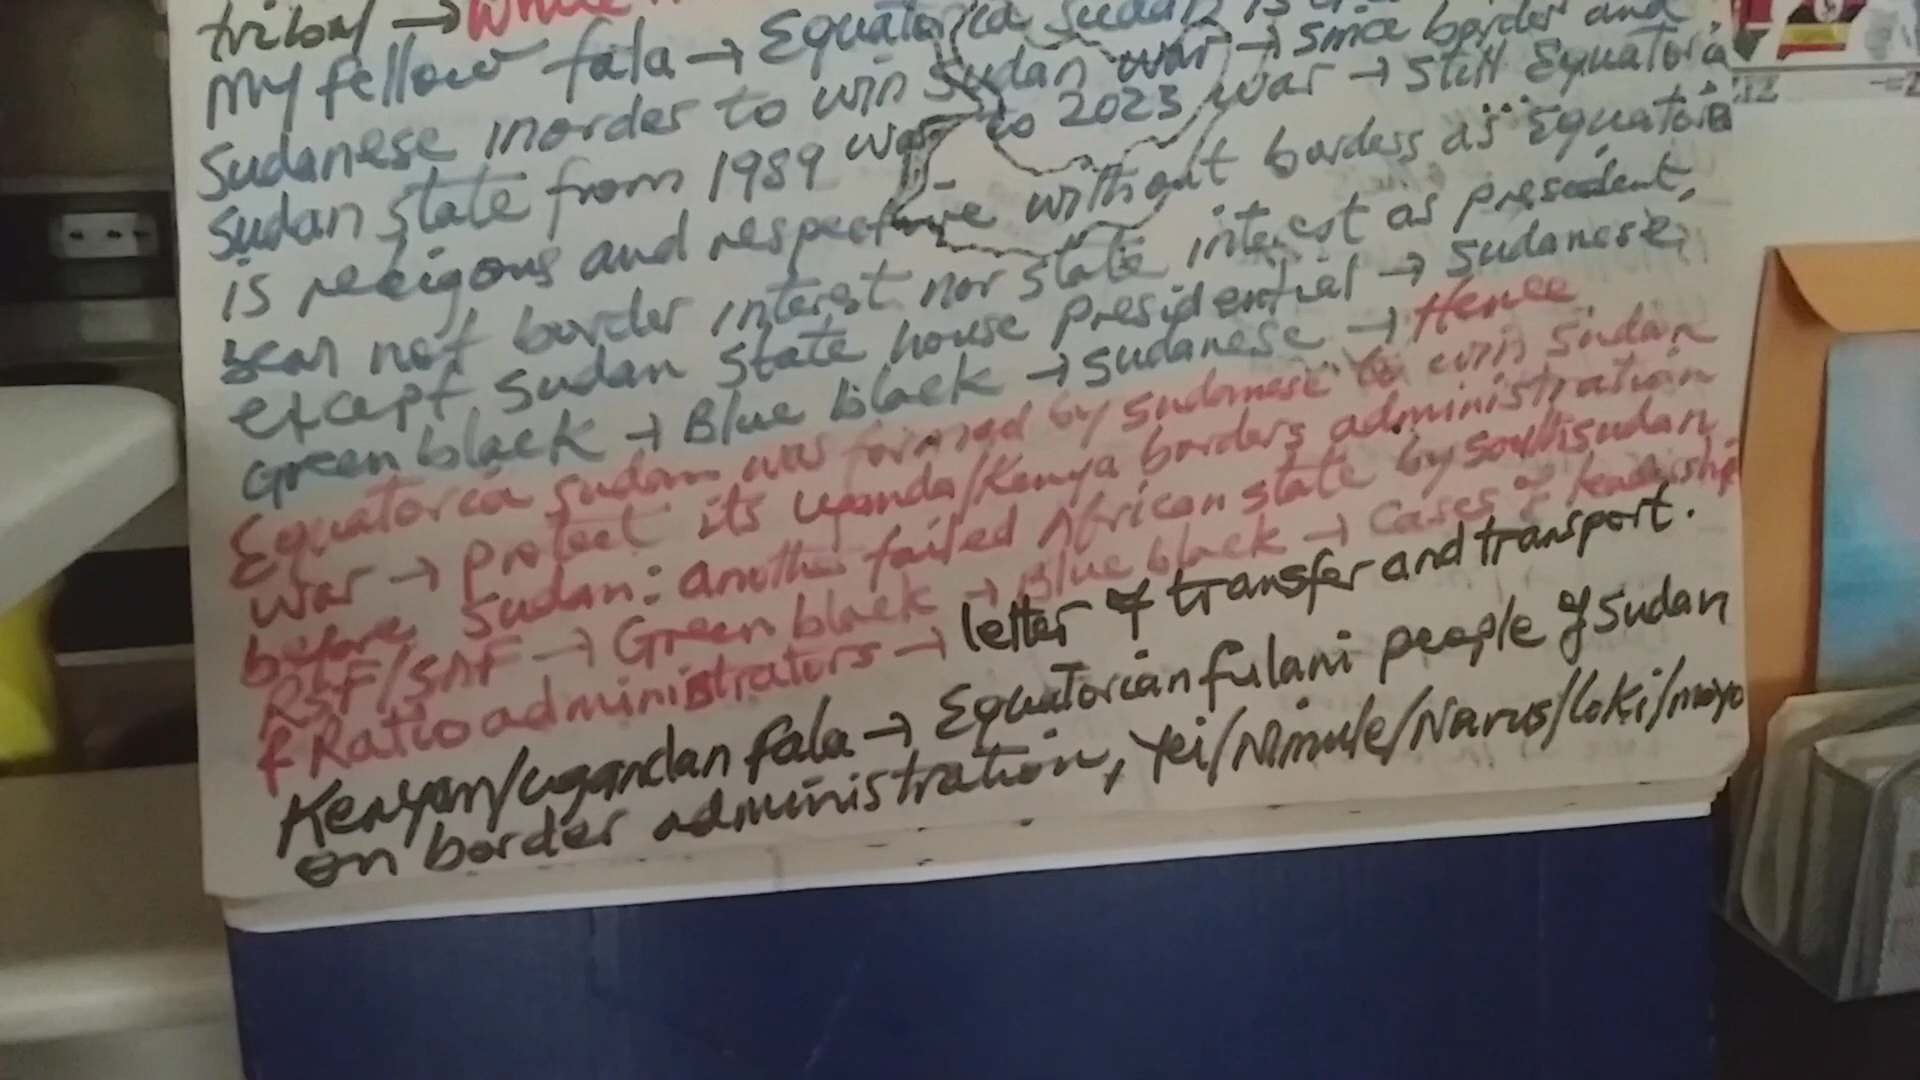 tribal →
my fellow fala → Equatoria Sudan is
Sudanese inorder to win Sudan war → since border and
Sudan state from 1989 war to 2023 war → still Equatoria
is religous and respective without borders as Equatoria
bear not border interest nor state interest as president,
except Sudan state house presidential → Sudanese,
Green black → Blue black → Sudanese → Hence
Equatoria Sudan was formed by Sudanese to win Sudan
war → protect its Uganda/Kenya borders administration
before Sudan: another failed African state by South Sudan
RSF/SAF → Green black → Blue black → Cases of leadership
& Ratio administrators → letter of transfer and transport.
Kenyan/ugandan fala → Equatorian fulani people of Sudan
on border administration, Yei/Nimule/Narus/Loki/moyo